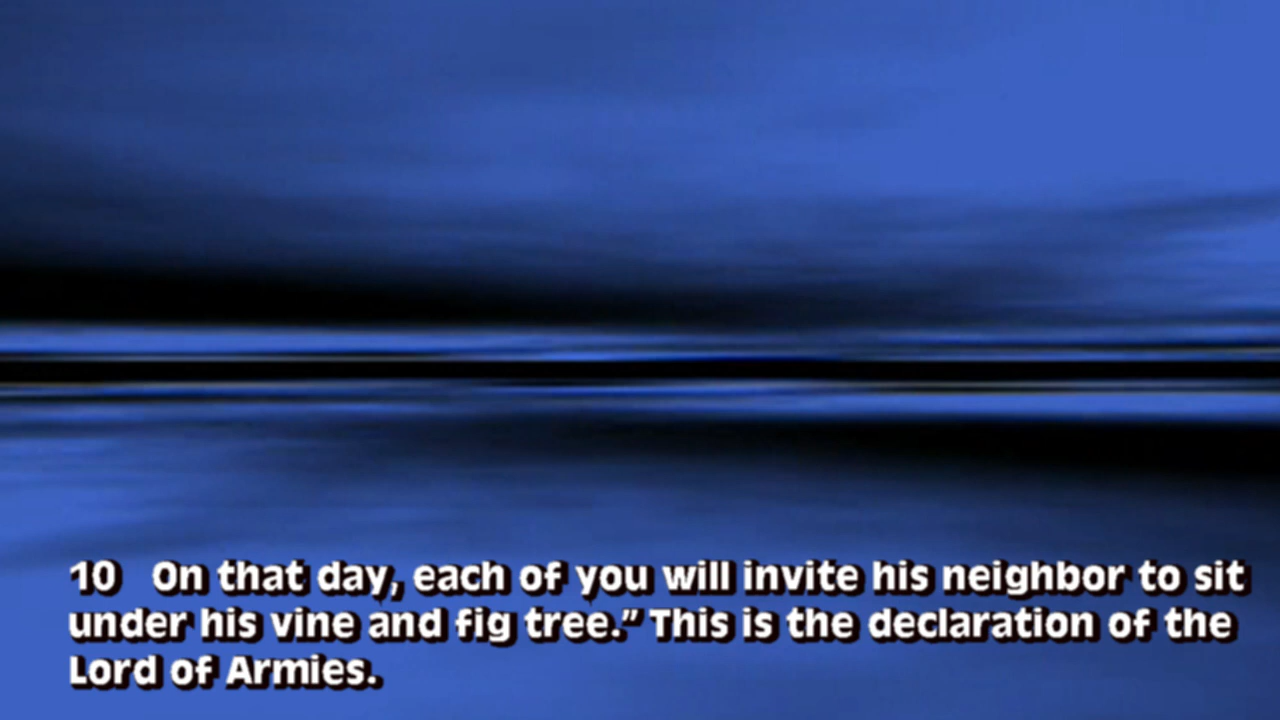 10 On that day, each of you will invite his neighbor to sit
under his vine and fig tree.” This is the declaration of the
Lord of Armies.